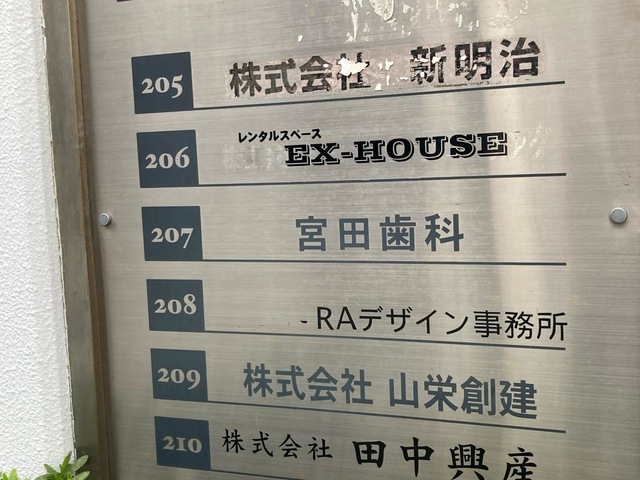 205 株式会社 新明治
レンタルスペース
206 EX-HOUSE
207 宮田歯科
208 -RAデザイン事務所
209 株式会社 山栄創建
210 株式会社 田中興産